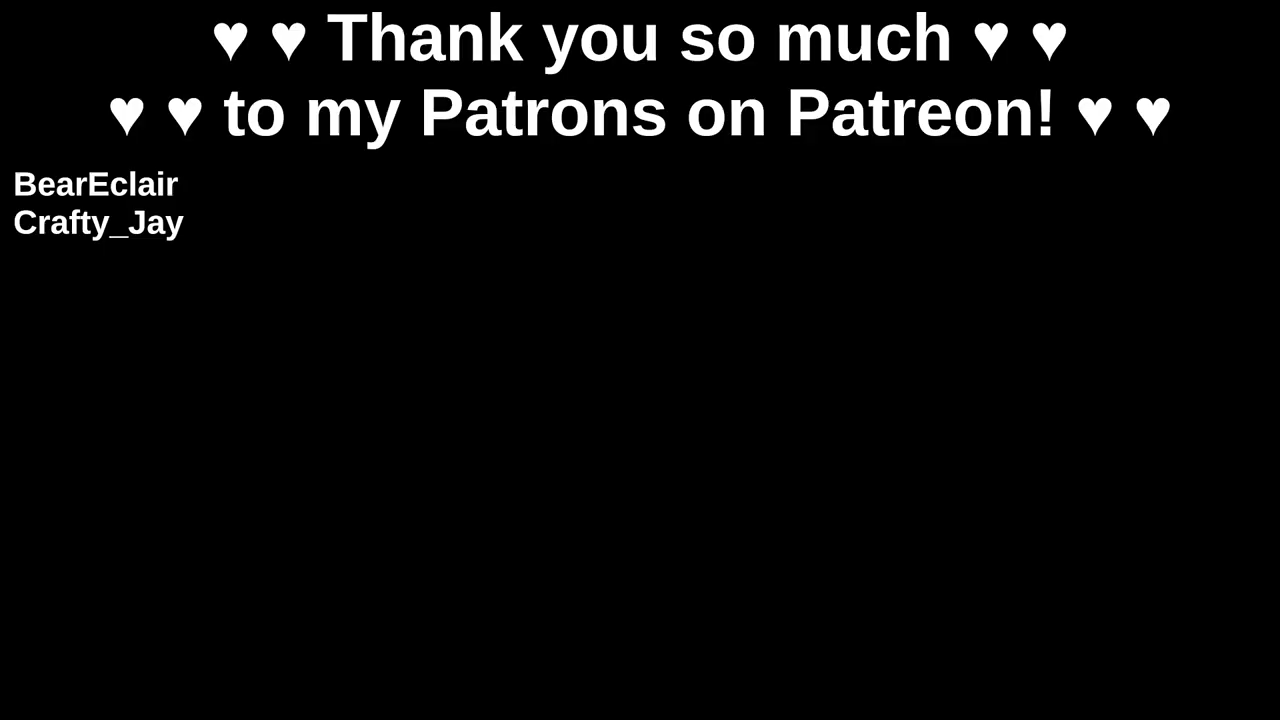 ♥ ♥ Thank you so much ♥ ♥
♥ ♥ to my Patrons on Patreon! ♥ ♥
BearEclair
Crafty_Jay